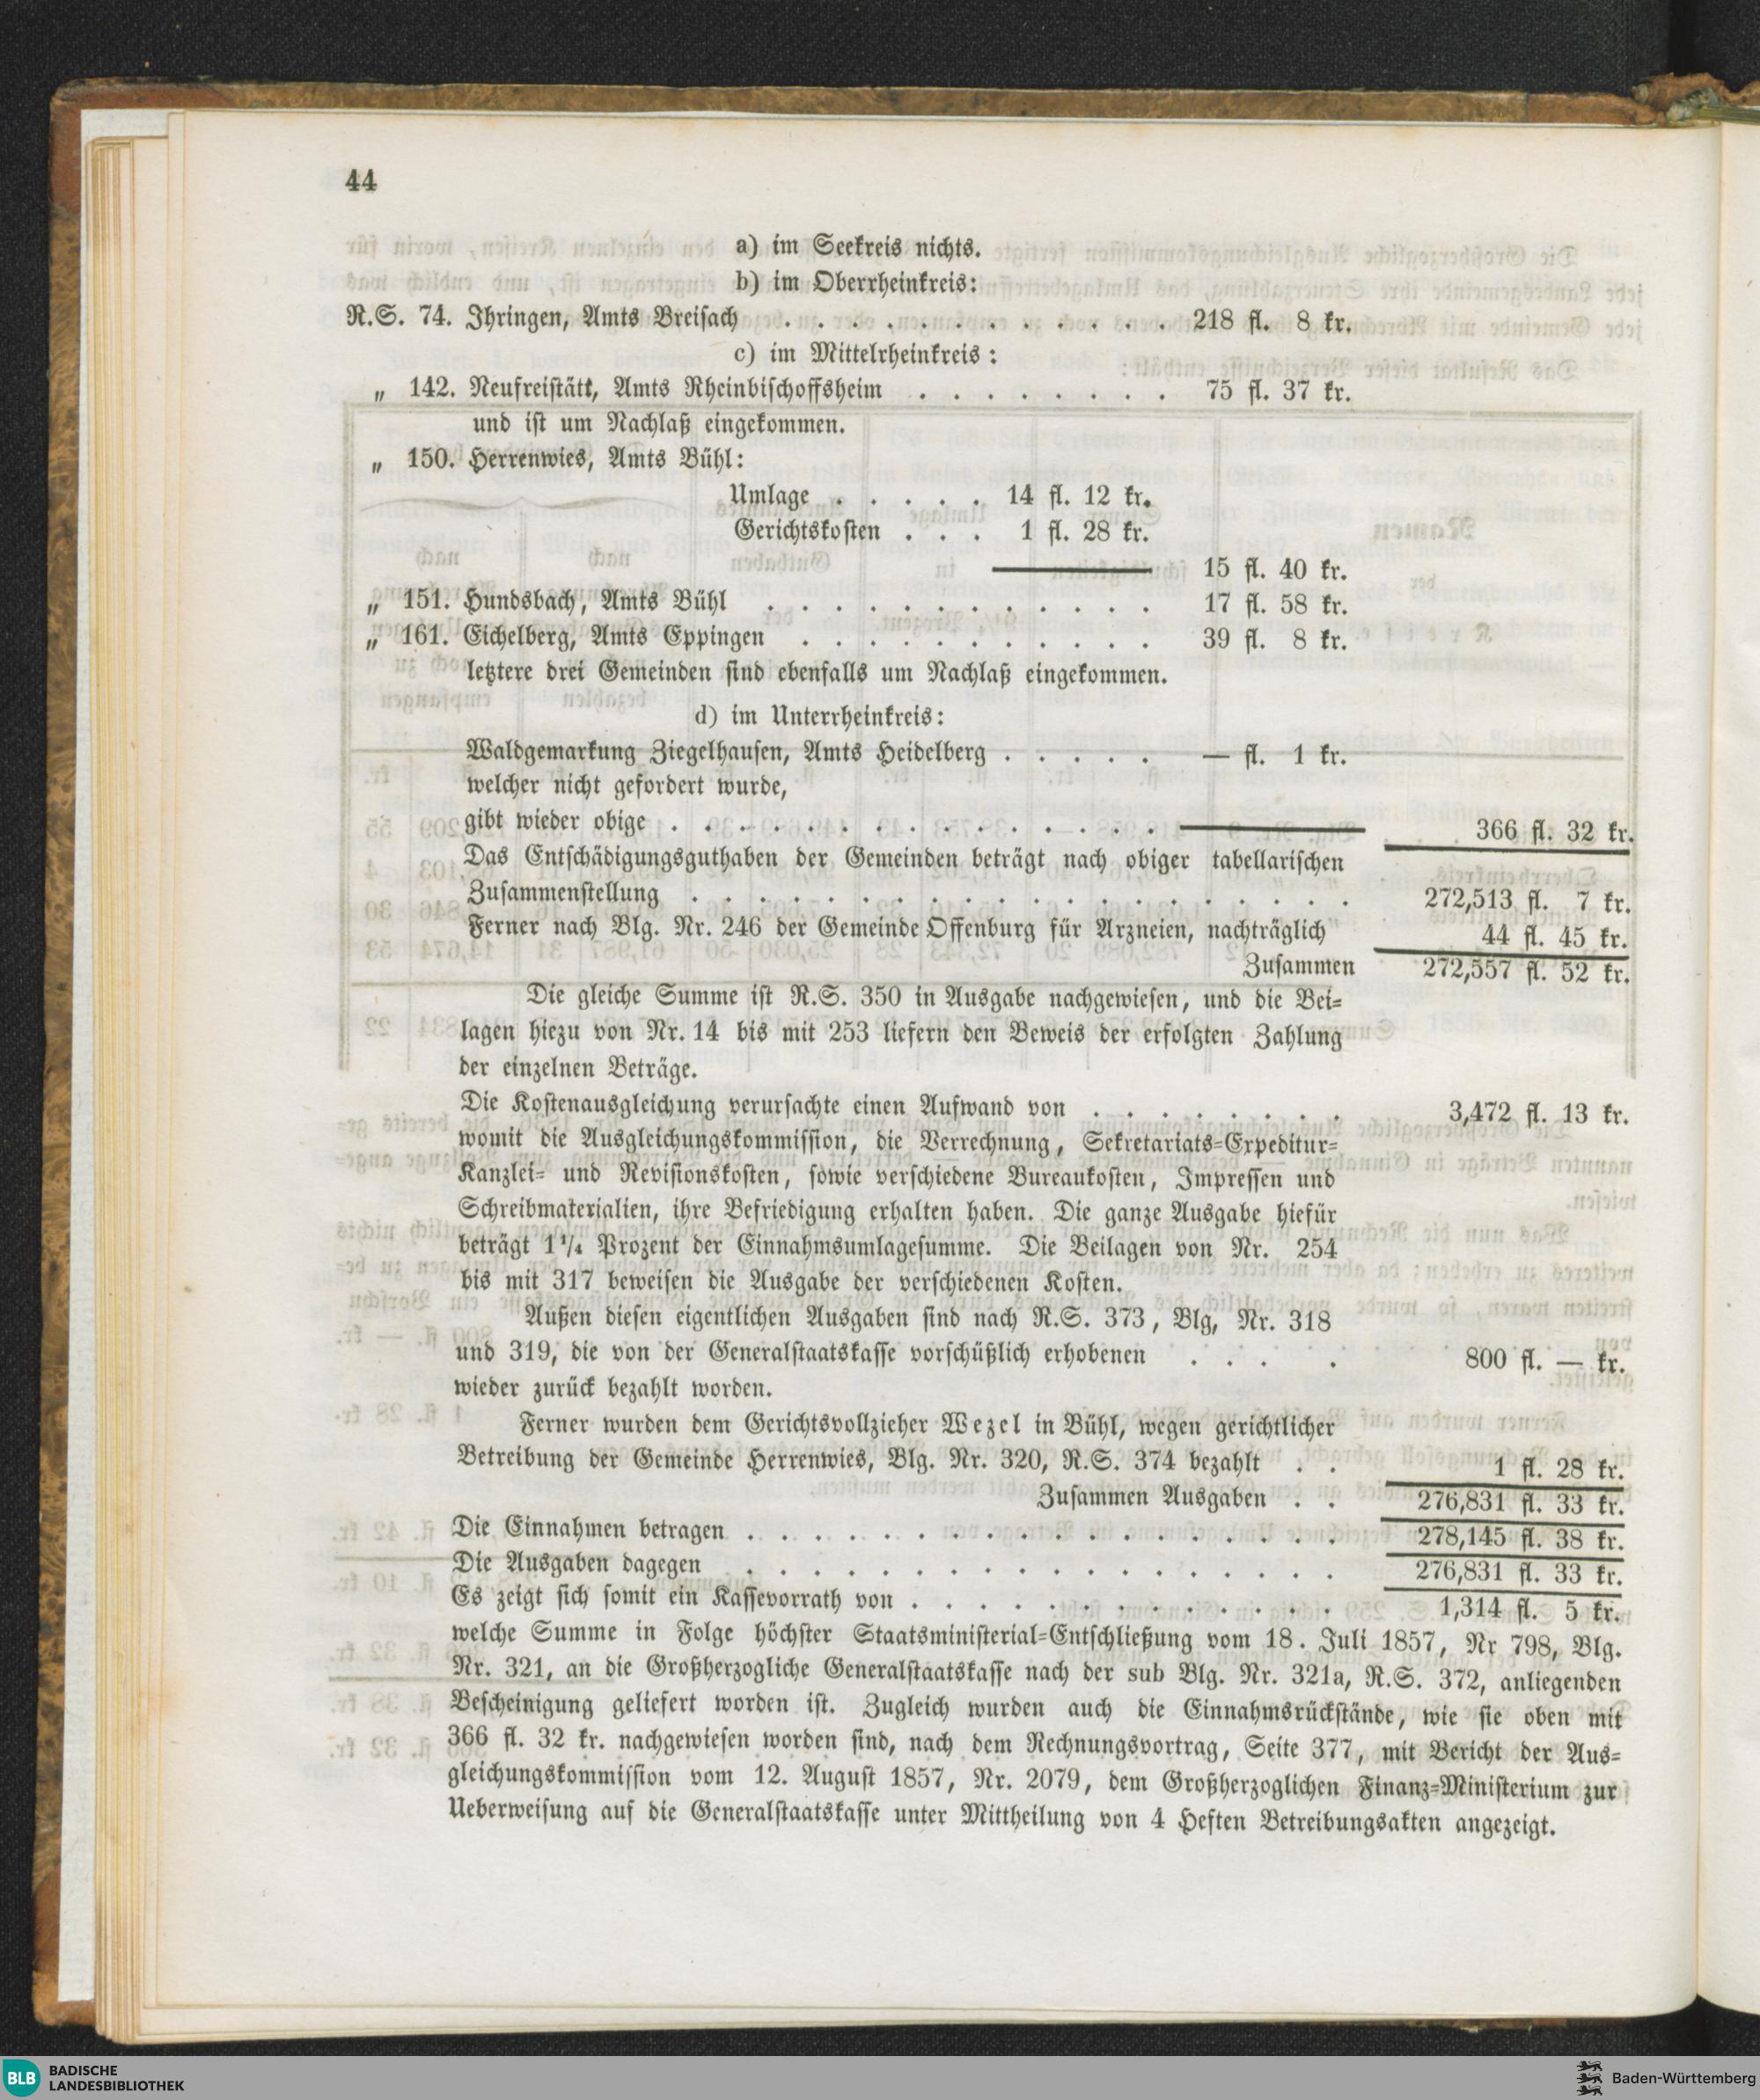 44
a) im Seekreis nichts.
b) im Oberrheinkreis:
R.S. 74. Ihringen, Amts Breisach . . . . . . . . . . . . 218 fl. 8 kr.
c) im Mittelrheinkreis:
„ 142. Neufreistätt, Amts Rheinbischoffsheim . . . . . . . . 75 fl. 37 kr.
und ist um Nachlaß eingekommen.
„ 150. Herrenwies, Amts Bühl:
Umlage . . . . . 14 fl. 12 kr.
Gerichtskosten . . . 1 fl. 28 kr.
15 fl. 40 kr.
„ 151. Hundsbach, Amts Bühl . . . . . . . . . . . . 17 fl. 58 kr.
„ 161. Eichelberg, Amts Eppingen . . . . . . . . . . . 39 fl. 8 kr.
letztere drei Gemeinden sind ebenfalls um Nachlaß eingekommen.
d) im Unterrheinkreis:
Waldgemarkung Ziegelhausen, Amts Heidelberg . . . . . — fl. 1 kr.
welcher nicht gefordert wurde,
gibt wieder obige . . . . . . . . . . . . . . . 366 fl. 32 kr.
Das Entschädigungsguthaben der Gemeinden beträgt nach obiger tabellarischen
Zusammenstellung . . . . . . . . . . . . . . . . . . . . 272,513 fl. 7 kr.
Ferner nach Blg. Nr. 246 der Gemeinde Offenburg für Arzneien, nachträglich 44 fl. 45 kr.
Zusammen 272,557 fl. 52 kr.
Die gleiche Summe ist R.S. 350 in Ausgabe nachgewiesen, und die Bei=
lagen hiezu von Nr. 14 bis mit 253 liefern den Beweis der erfolgten Zahlung
der einzelnen Beträge.
Die Kostenausgleichung verursachte einen Aufwand von . . . . . . . . 3,472 fl. 13 kr.
womit die Ausgleichungskommission, die Verrechnung, Sekretariats=Expeditur=
Kanzlei= und Revisionskosten, sowie verschiedene Bureaukosten, Impressen und
Schreibmaterialien, ihre Befriedigung erhalten haben. Die ganze Ausgabe hiefür
beträgt 1¼ Prozent der Einnahmsumlagesumme. Die Beilagen von Nr. 254
bis mit 317 beweisen die Ausgabe der verschiedenen Kosten.
Außen diesen eigentlichen Ausgaben sind nach R.S. 373, Blg, Nr. 318
und 319, die von der Generalstaatskasse vorschüßlich erhobenen . . . . 800 fl. — kr.
wieder zurück bezahlt worden.
Ferner wurden dem Gerichtsvollzieher Wezel in Bühl, wegen gerichtlicher
Betreibung der Gemeinde Herrenwies, Blg. Nr. 320, R.S. 374 bezahlt . . 1 fl. 28 kr.
Zusammen Ausgaben . . 276,831 fl. 33 kr.
Die Einnahmen betragen . . . . . . . . . . . . . . . . . . 278,145 fl. 38 kr.
Die Ausgaben dagegen . . . . . . . . . . . . . . . . . . 276,831 fl. 33 kr.
Es zeigt sich somit ein Kassevorrath von . . . . . . . . . . . . . 1,314 fl. 5 kr.
welche Summe in Folge höchster Staatsministerial=Entschließung vom 18. Juli 1857, Nr 798, Blg.
Nr. 321, an die Großherzogliche Generalstaatskasse nach der sub Blg. Nr. 321a, R.S. 372, anliegenden
Bescheinigung geliefert worden ist. Zugleich wurden auch die Einnahmsrückstände, wie sie oben mit
366 fl. 32 kr. nachgewiesen worden sind, nach dem Rechnungsvortrag, Seite 377, mit Bericht der Aus=
gleichungskommission vom 12. August 1857, Nr. 2079, dem Großherzoglichen Finanz=Ministerium zur
Ueberweisung auf die Generalstaatskasse unter Mittheilung von 4 Heften Betreibungsakten angezeigt.
BLB BADISCHE
LANDESBIBLIOTHEK
Baden-Württemberg